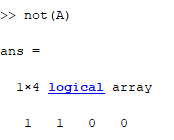 >> not(A)
ans =
1×4 logical array
1 1 0 0